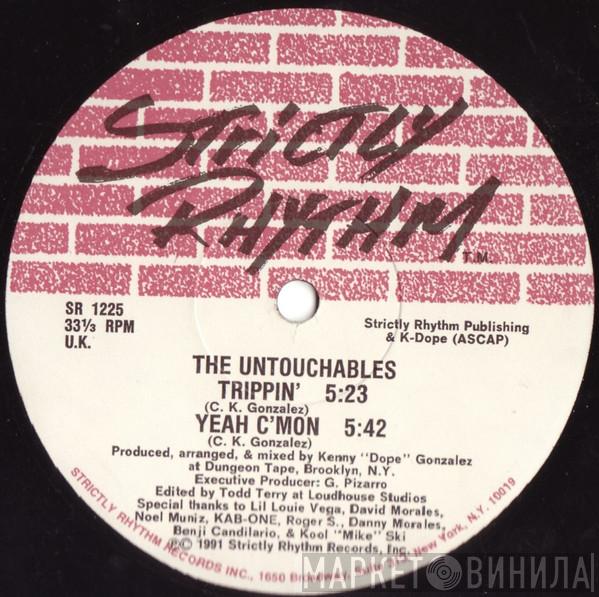 STRICTLY
RHYTHM
T.M.
SR 1225
33⅓ RPM
U.K.
Strictly Rhythm Publishing
& K-Dope (ASCAP)
THE UNTOUCHABLES
TRIPPIN' 5:23
(C. K. Gonzalez)
YEAH C'MON 5:42
(C. K. Gonzalez)
Produced, arranged, & mixed by Kenny "Dope" Gonzalez
at Dungeon Tape, Brooklyn, N.Y.
Executive Producer: G. Pizarro
Edited by Todd Terry at Loudhouse Studios
Special thanks to Lil Louie Vega, David Morales,
Noel Muniz, KAB-ONE, Roger S., Danny Morales,
Benji Candilario, & Kool "Mike" Ski
℗© 1991 Strictly Rhythm Records, Inc.
STRICTLY RHYTHM RECORDS INC., 1650 Broadway, Suite New York, N.Y. 10019
МАРКЕТ ВИНИЛА